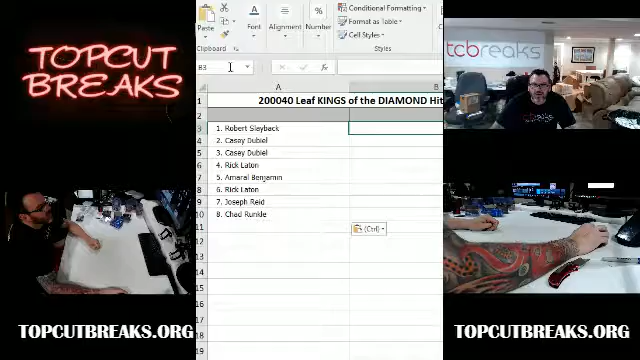 TOPCUT
BREAKS
Paste
Clipboard
Font
Alignment
Number
Conditional Formatting
Format as Table
Cell Styles
Styles
tcbreaks
B3
fx
A
B
1
200040 Leaf KINGS of the DIAMOND Hit
2
3
1. Robert Slayback
4
2. Casey Dubiel
5
3. Casey Dubiel
6
4. Rick Laton
7
5. Amaral Benjamin
8
6. Rick Laton
9
7. Joseph Reid
10
8. Chad Runkle
11
(Ctrl)
12
13
14
15
16
17
18
19
TOPCUTBREAKS.ORG
TOPCUTBREAKS.ORG